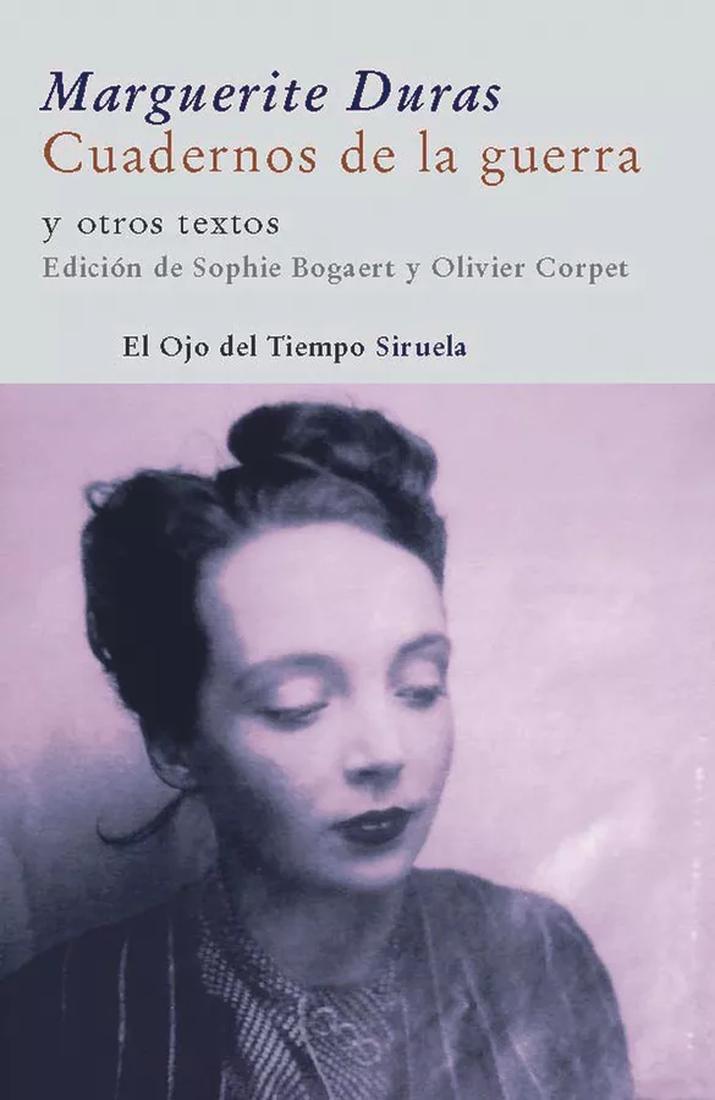 Marguerite Duras
Cuadernos de la guerra
y otros textos
Edición de Sophie Bogaert y Olivier Corpet
El Ojo del Tiempo Siruela